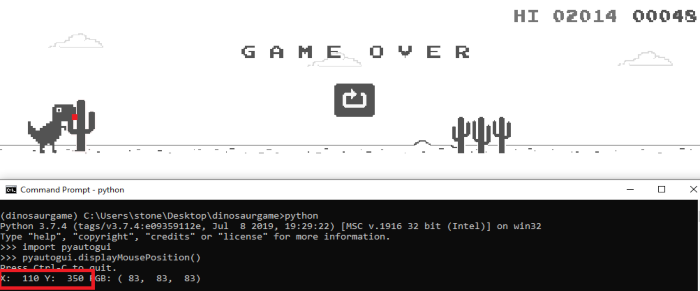 HI 02014 00048
GAME OVER
Command Prompt - python
(dinosaurgame) C:\Users\stone\Desktop\dinosaurgame>python
Python 3.7.4 (tags/v3.7.4:e09359112e, Jul  8 2019, 19:29:22) [MSC v.1916 32 bit (Intel)] on win32
Type "help", "copyright", "credits" or "license" for more information.
>>> import pyautogui
>>> pyautogui.displayMousePosition()
Press Ctrl-C to quit.
X:  110 Y:  350 RGB: ( 83,  83,  83)